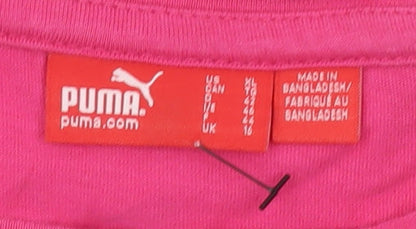 PUMA.
puma.com
US XL
UK 16
MADE IN
BANGLADESH/
FABRIQUÉ AU
BANGLADESH